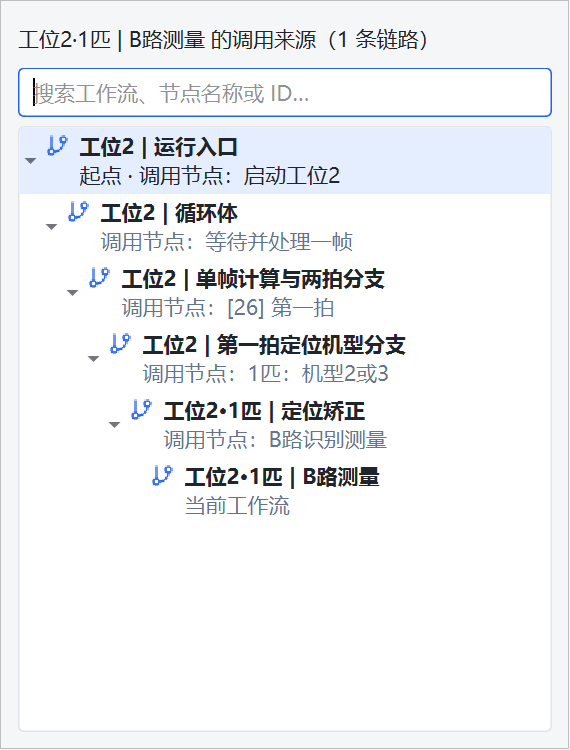 工位2·1匹 | B路测量 的调用来源（1 条链路）
搜索工作流、节点名称或 ID...
工位2 | 运行入口
起点 · 调用节点：启动工位2
工位2 | 循环体
调用节点：等待并处理一帧
工位2 | 单帧计算与两拍分支
调用节点：[26] 第一拍
工位2 | 第一拍定位机型分支
调用节点：1匹：机型2或3
工位2•1匹 | 定位矫正
调用节点：B路识别测量
工位2•1匹 | B路测量
当前工作流